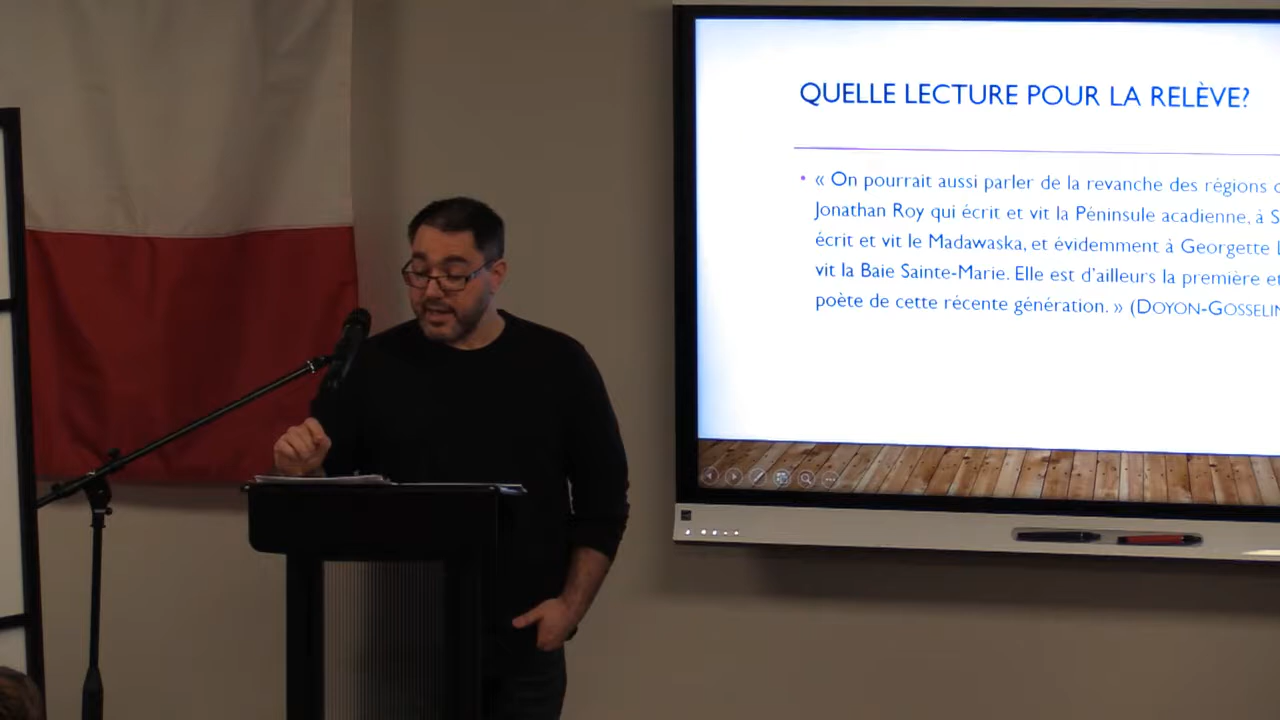 QUELLE LECTURE POUR LA RELÈVE?
• « On pourrait aussi parler de la revanche des régions
Jonathan Roy qui écrit et vit la Péninsule acadienne, à
écrit et vit le Madawaska, et évidemment à Georgette
vit la Baie Sainte-Marie. Elle est d'ailleurs la première
poète de cette récente génération. » (DOYON-GOSSELIN